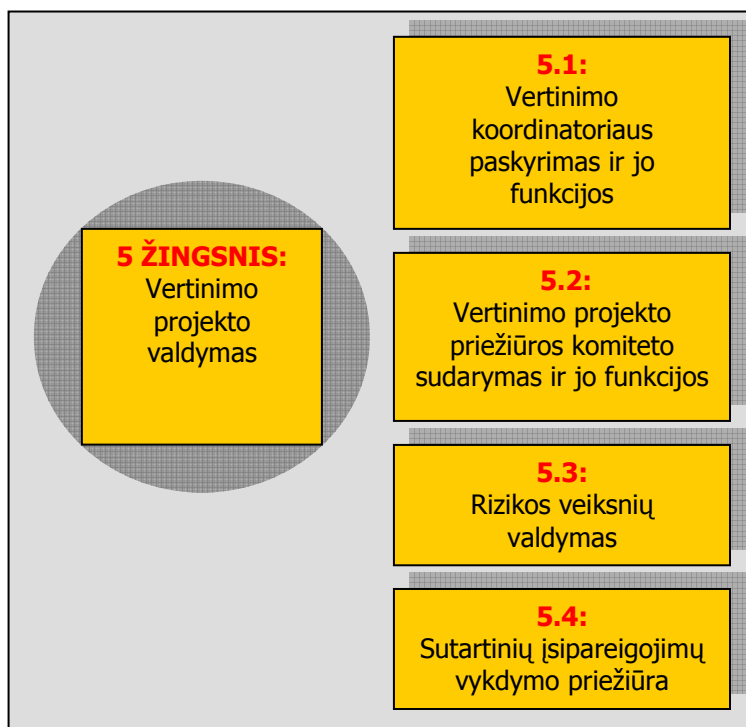 5 ŽINGSNIS:
Vertinimo
projekto
valdymas
5.1:
Vertinimo
koordinatoriaus
paskyrimas ir jo
funkcijos
5.2:
Vertinimo projekto
priežiūros komiteto
sudarymas ir jo funkcijos
5.3:
Rizikos veiksnių
valdymas
5.4:
Sutartinių įsipareigojimų
vykdymo priežiūra